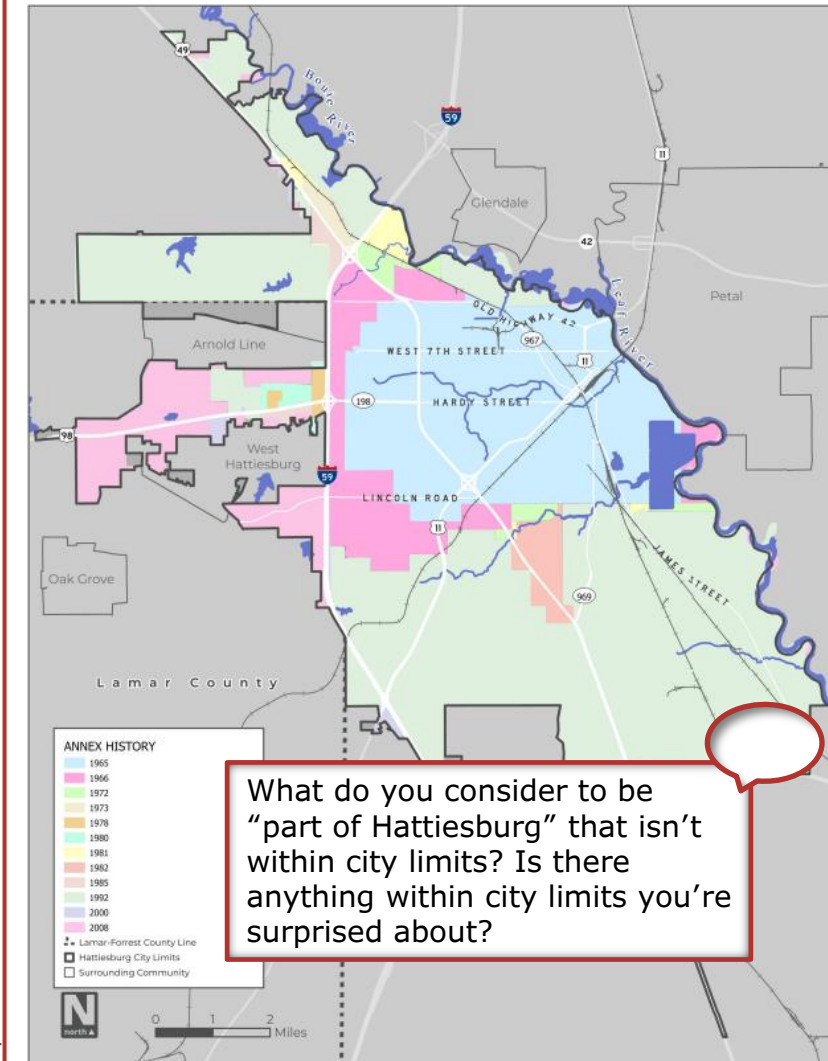 49
Bouie River
59
11
Glendale
42
Leaf River
Petal
OLD HIGHWAY 42
967
Arnold Line
WEST 7TH STREET
11
198
HARDY STREET
98
West
Hattiesburg
59
LINCOLN ROAD
11
Oak Grove
JAMES STREET
969
Lamar County
ANNEX HISTORY
1965
1966
1972
1973
1978
1980
1981
1982
1985
1992
2000
2008
Lamar-Forrest County Line
Hattiesburg City Limits
Surrounding Community
What do you consider to be
“part of Hattiesburg” that isn’t
within city limits? Is there
anything within city limits you’re
surprised about?
N
north
0 1 2
Miles